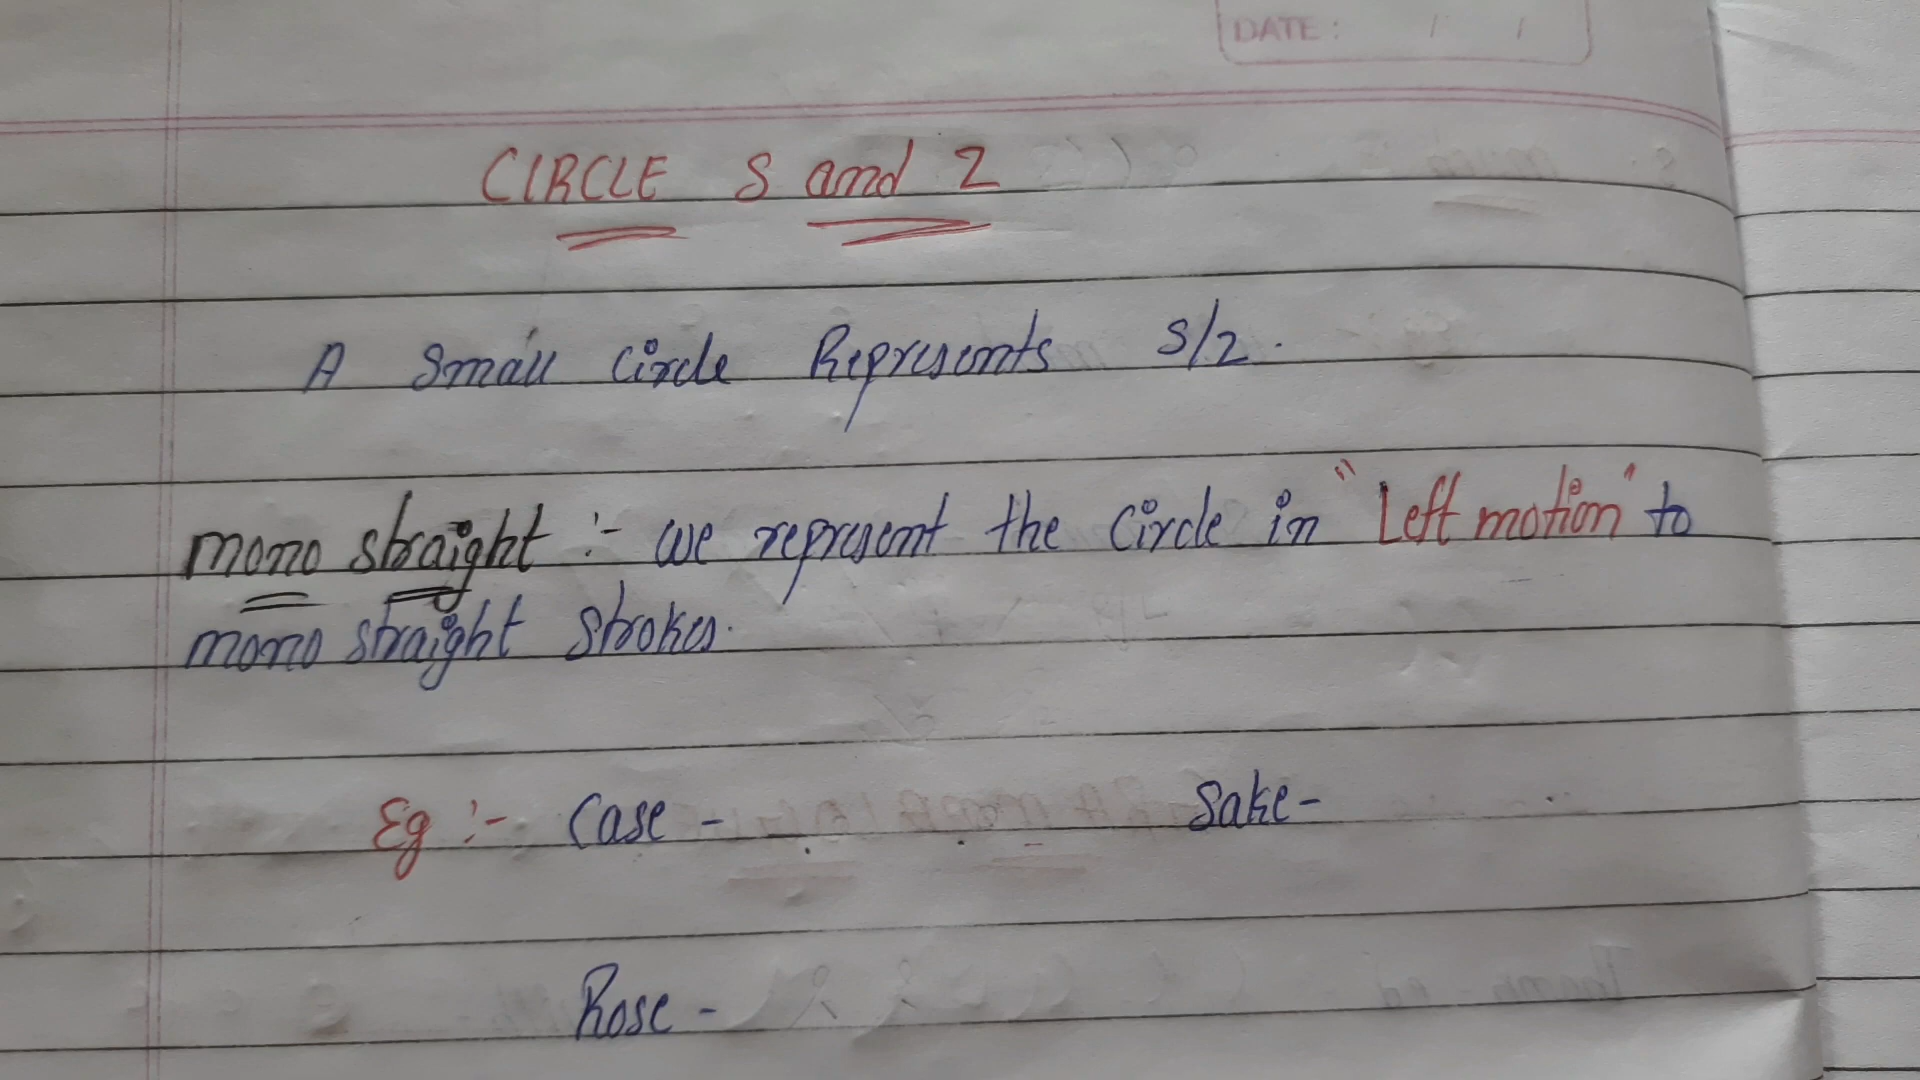 DATE: / /
CIRCLE S and Z
A small circle Represents S/Z.
mono straight :- we represent the circle in "Left motion" to
mono straight strokes.
Eg :- Case - Sake-
Rose -